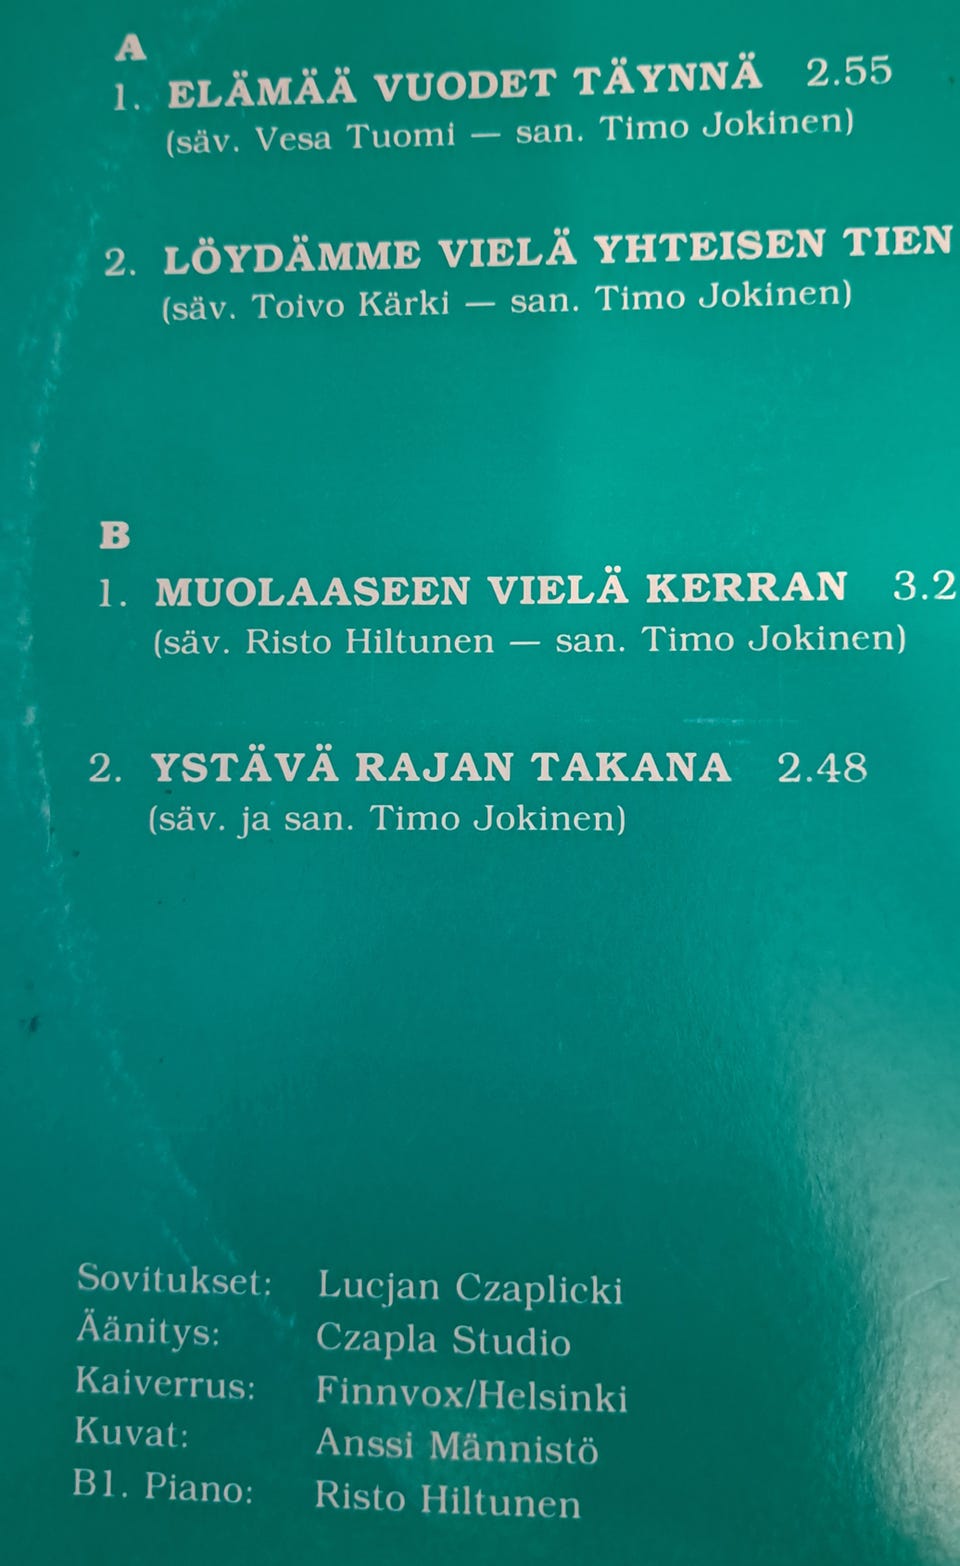 A
1. ELÄMÄÄ VUODET TÄYNNÄ 2.55
(säv. Vesa Tuomi — san. Timo Jokinen)
2. LÖYDÄMME VIELÄ YHTEISEN TIEN
(säv. Toivo Kärki — san. Timo Jokinen)
B
1. MUOLAASEEN VIELÄ KERRAN 3.2
(säv. Risto Hiltunen — san. Timo Jokinen)
2. YSTÄVÄ RAJAN TAKANA 2.48
(säv. ja san. Timo Jokinen)
Sovitukset: Lucjan Czaplicki
Äänitys: Czapla Studio
Kaiverrus: Finnvox/Helsinki
Kuvat: Anssi Männistö
B1. Piano: Risto Hiltunen